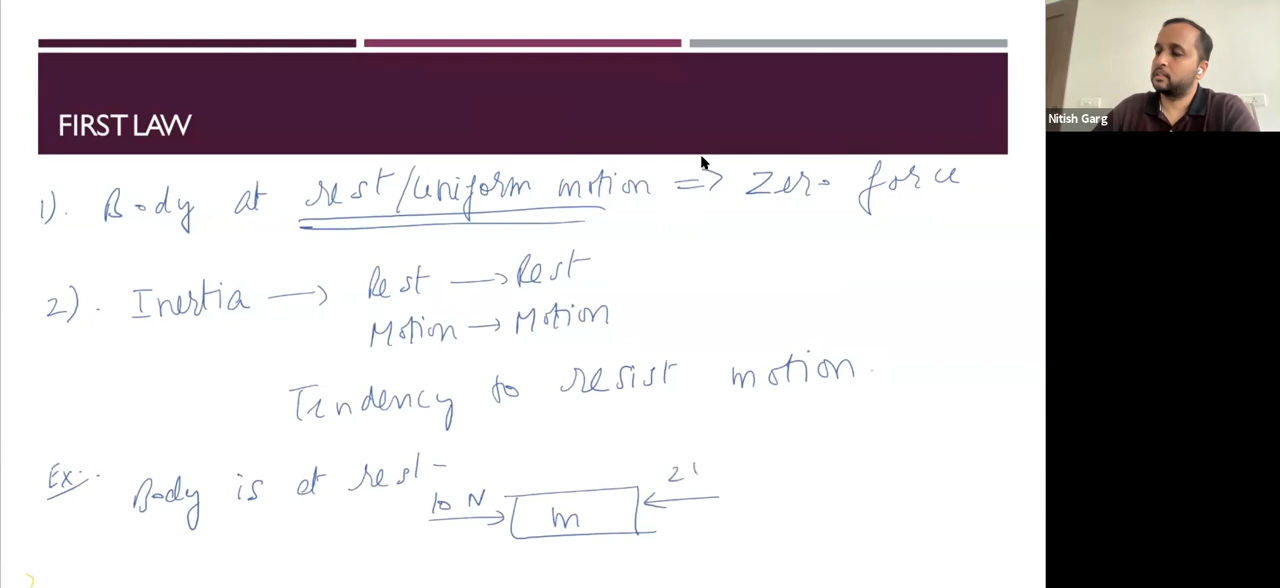 FIRST LAW
Nitish Garg
1). Body at rest/uniform motion => Zero force
2). Inertia → Rest → Rest
Motion → Motion
Tendency to resist motion.
Ex:- Body is at rest -
10 N
m